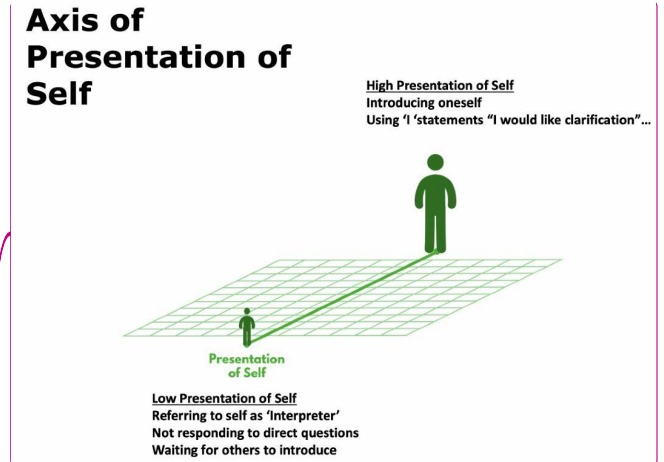 Axis of
Presentation of
Self
High Presentation of Self
Introducing oneself
Using ‘I ‘statements “I would like clarification”…
Presentation
of Self
Low Presentation of Self
Referring to self as ‘Interpreter’
Not responding to direct questions
Waiting for others to introduce